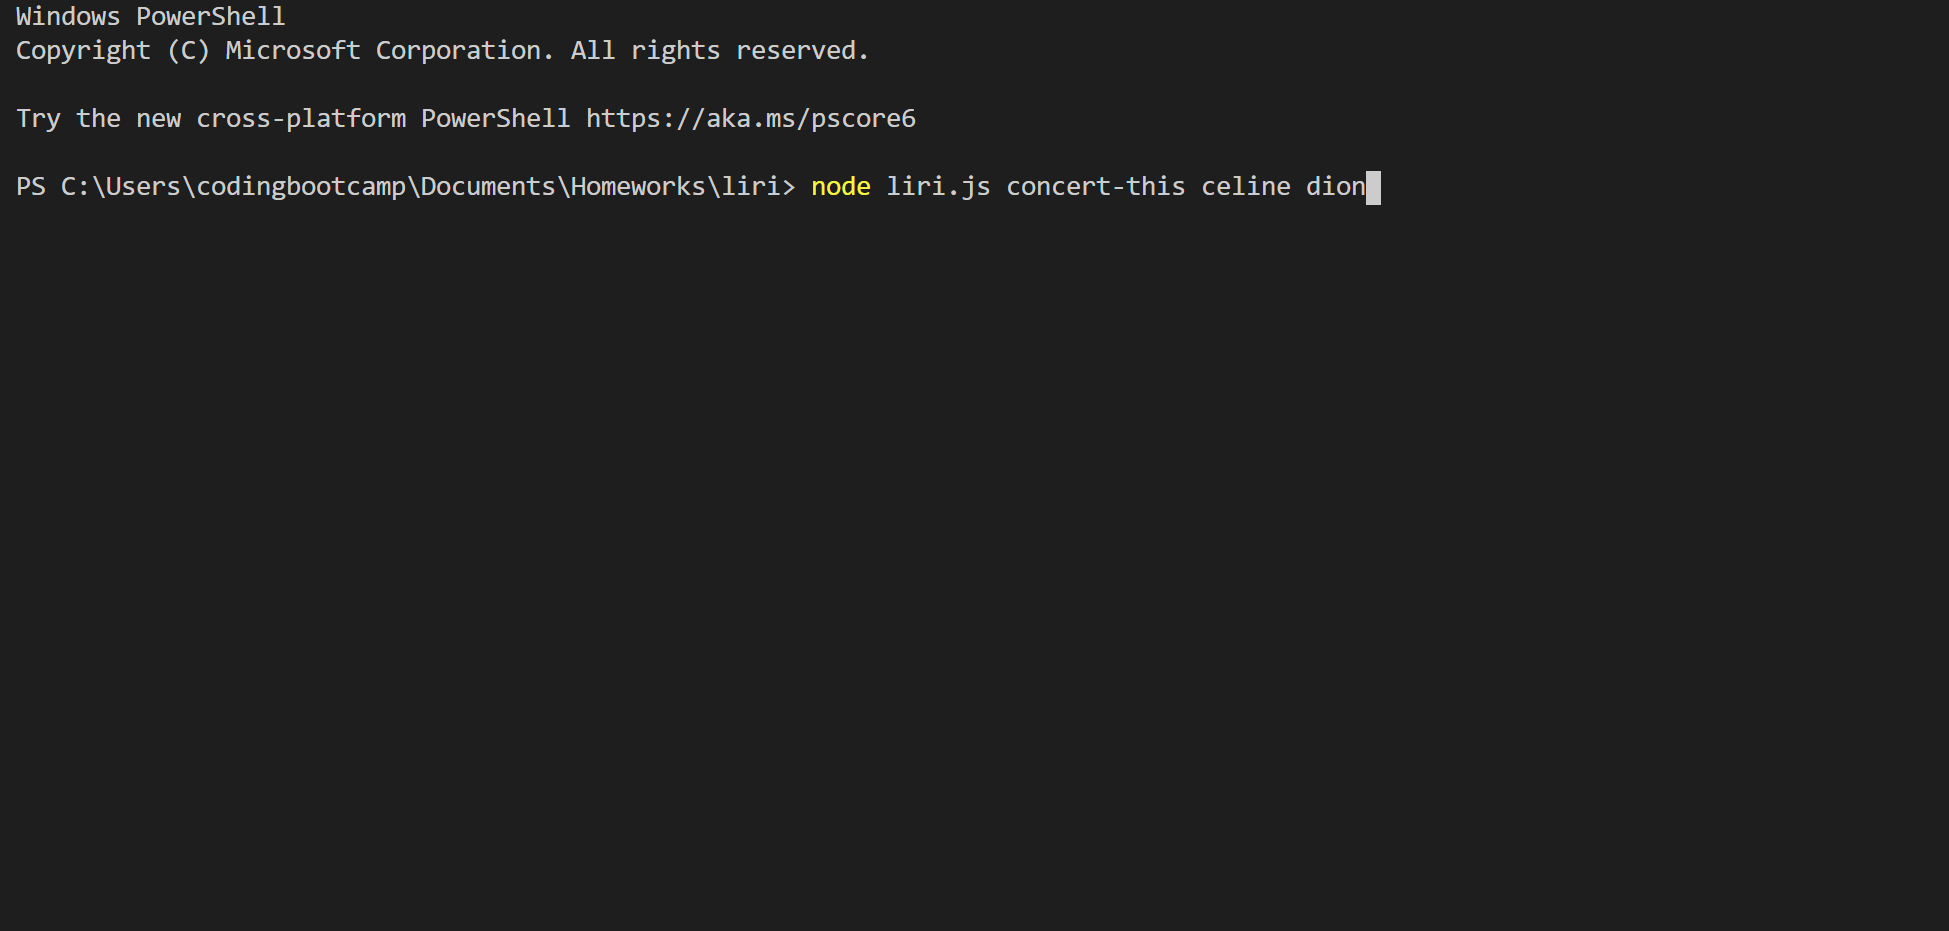 Windows PowerShell
Copyright (C) Microsoft Corporation. All rights reserved.
Try the new cross-platform PowerShell https://aka.ms/pscore6
PS C:\Users\codingbootcamp\Documents\Homeworks\liri> node liri.js concert-this celine dion